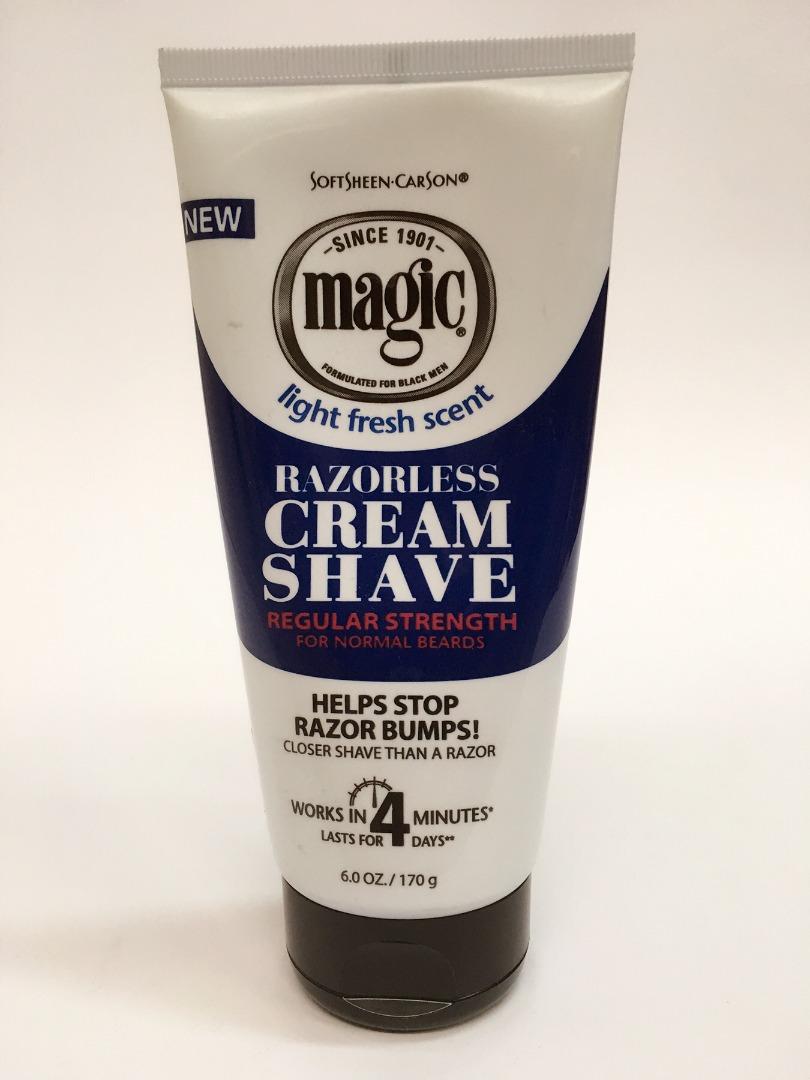 SOFTSHEEN·CARSON®
NEW
-SINCE 1901-
magic®
FORMULATED FOR BLACK MEN
light fresh scent
RAZORLESS
CREAM
SHAVE
REGULAR STRENGTH
FOR NORMAL BEARDS
HELPS STOP
RAZOR BUMPS!
CLOSER SHAVE THAN A RAZOR
WORKS IN 4 MINUTES*
LASTS FOR 4 DAYS**
6.0 OZ./170 g